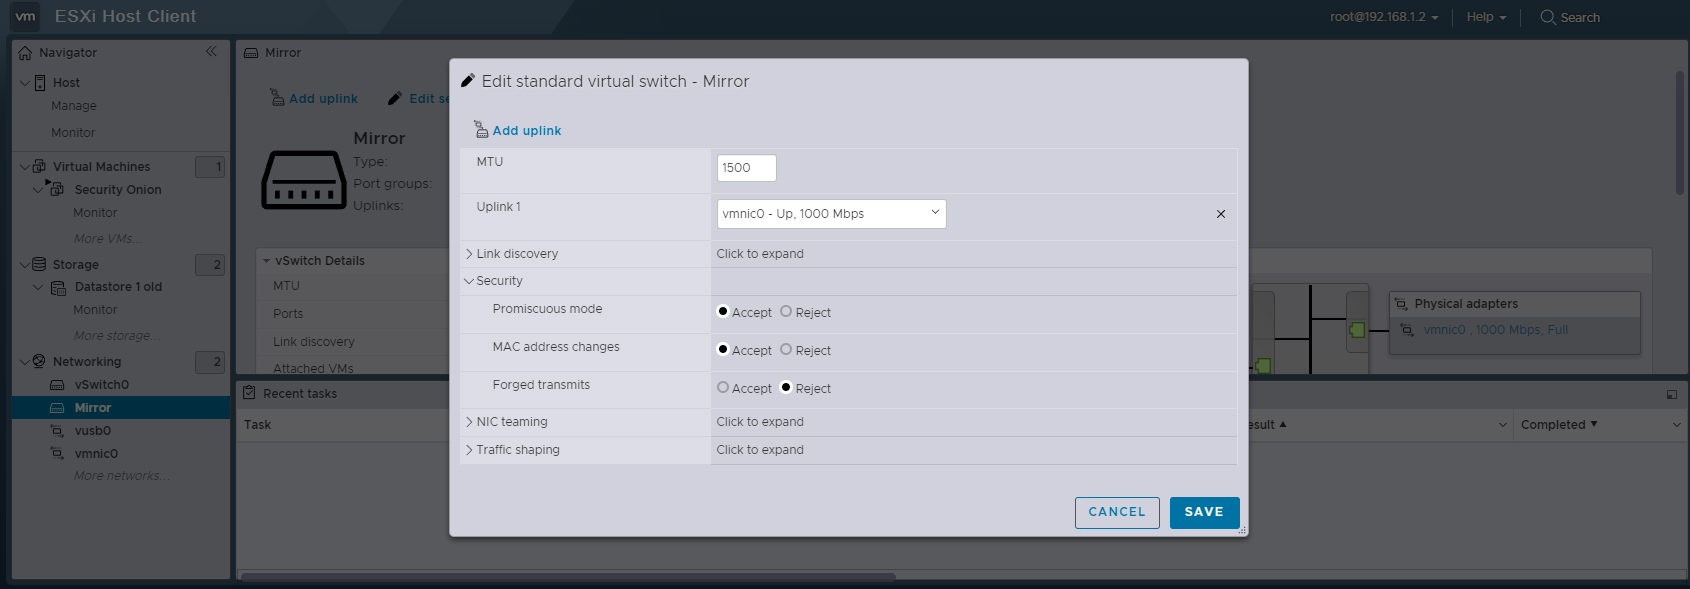 vm ESXi Host Client
root@192.168.1.2 Help Search
Navigator
Host
Manage
Monitor
Virtual Machines 1
Security Onion
Monitor
More VMs...
Storage 2
Datastore 1 old
Monitor
More storage...
Networking 2
vSwitch0
Mirror
vusb0
vmnic0
More networks...
Mirror
Add uplink Edit se
Mirror
Type:
Port groups:
Uplinks:
vSwitch Details
MTU
Ports
Link discovery
Attached VMs
Physical adapters
vmnic0 , 1000 Mbps, Full
Recent tasks
Task
esult Completed
Edit standard virtual switch - Mirror
Add uplink
MTU 1500
Uplink 1 vmnic0 - Up, 1000 Mbps
Link discovery Click to expand
Security
Promiscuous mode Accept Reject
MAC address changes Accept Reject
Forged transmits Accept Reject
NIC teaming Click to expand
Traffic shaping Click to expand
CANCEL SAVE